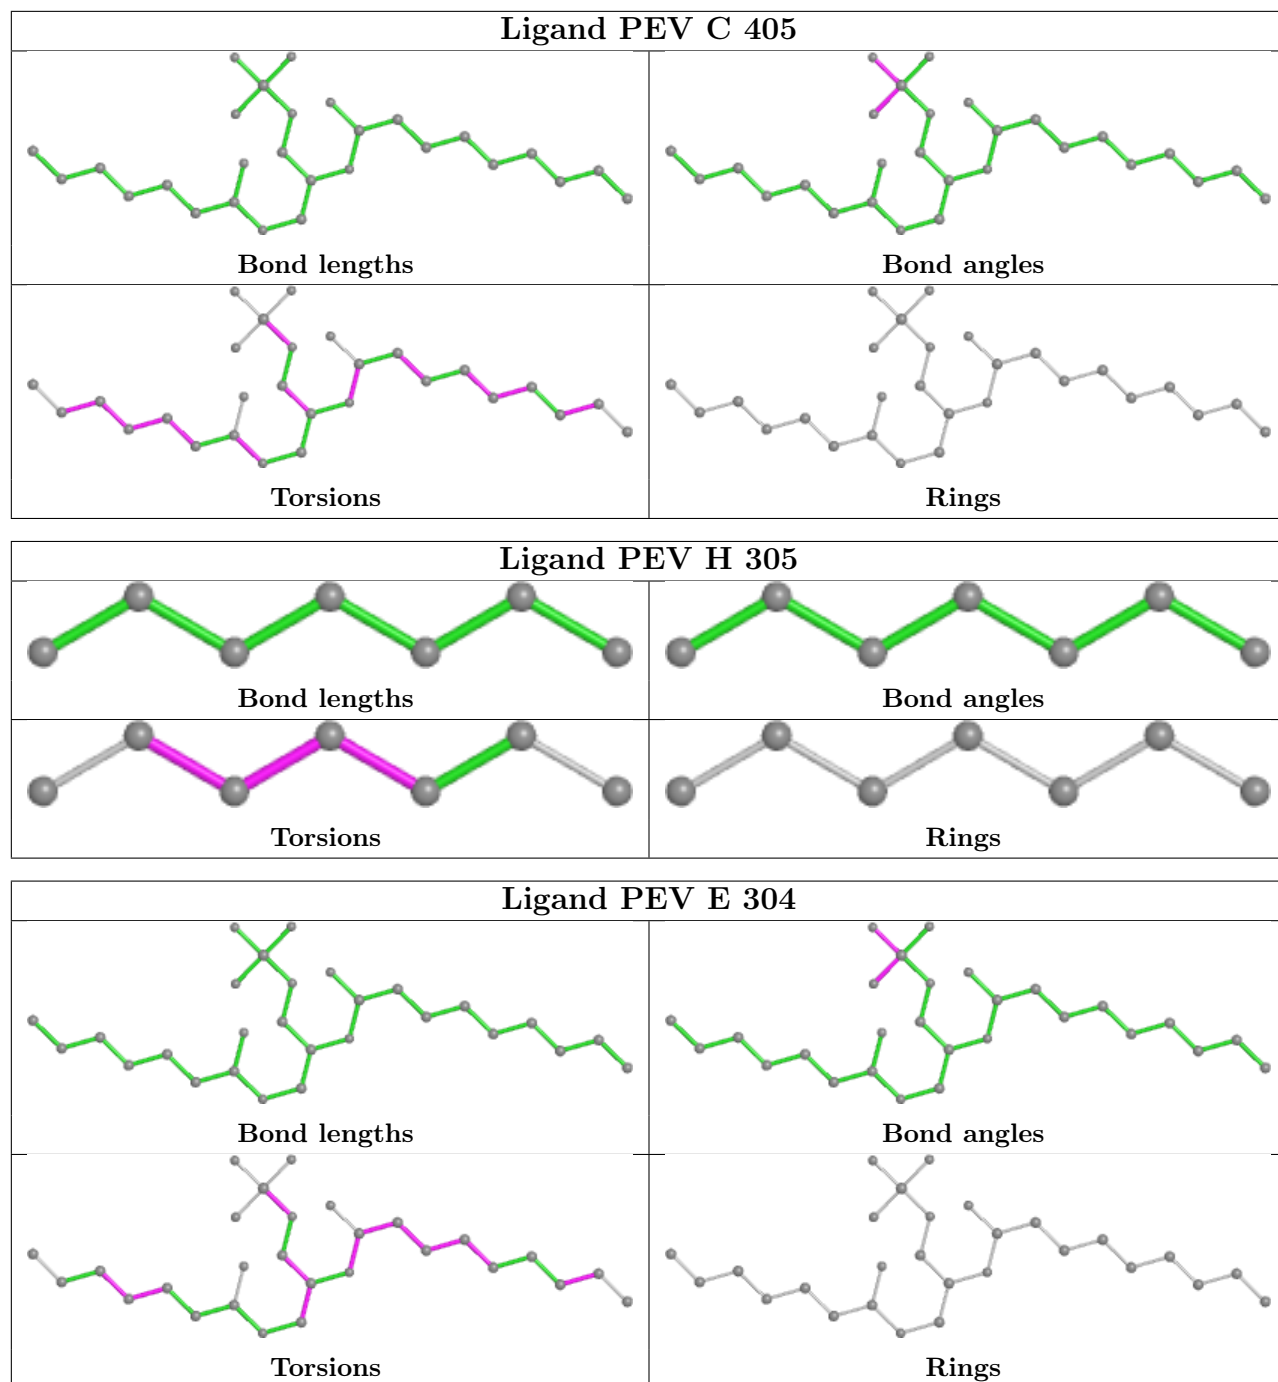 Ligand PEV C 405
Bond lengths
Bond angles
Torsions
Rings
Ligand PEV H 305
Bond lengths
Bond angles
Torsions
Rings
Ligand PEV E 304
Bond lengths
Bond angles
Torsions
Rings